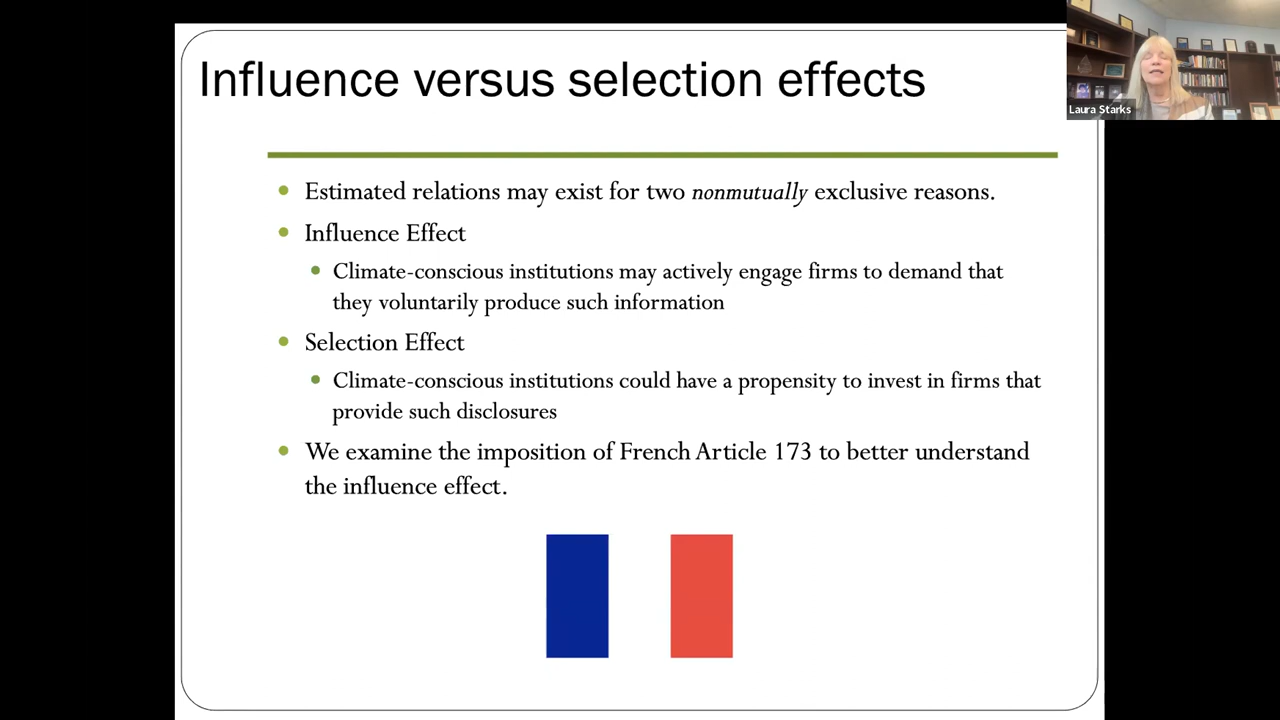 Influence versus selection effects
Laura Starks
Estimated relations may exist for two nonmutually exclusive reasons.
Influence Effect
Climate-conscious institutions may actively engage firms to demand that
they voluntarily produce such information
Selection Effect
Climate-conscious institutions could have a propensity to invest in firms that
provide such disclosures
We examine the imposition of French Article 173 to better understand
the influence effect.